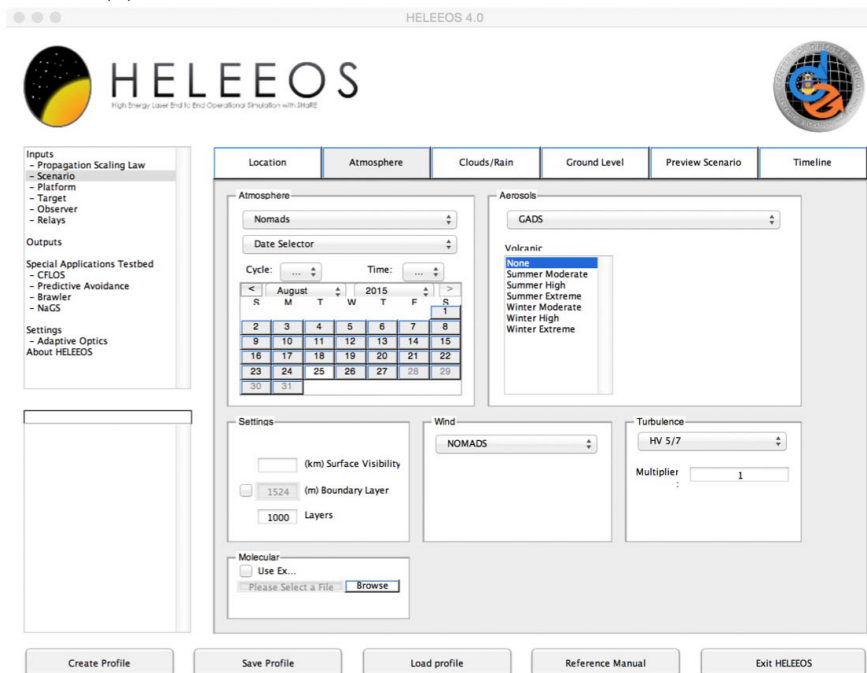 HELEEOS 4.0
HELEEOS
High Energy Laser End to End Operational Simulation with SHaRE
Inputs
- Propagation Scaling Law
- Scenario
- Platform
- Target
- Observer
- Relays
Outputs
Special Applications Testbed
- CFLOS
- Predictive Avoidance
- Brawler
- NaGS
Settings
- Adaptive Optics
About HELEEOS
Location Atmosphere Clouds/Rain Ground Level Preview Scenario Timeline
Atmosphere
Nomads
Date Selector
Cycle: ... Time: ...
< August 2015 >
S M T W T F S
1
2 3 4 5 6 7 8
9 10 11 12 13 14 15
16 17 18 19 20 21 22
23 24 25 26 27 28 29
30 31
Aerosols
GADS
Volcanic
None
Summer Moderate
Summer High
Summer Extreme
Winter Moderate
Winter High
Winter Extreme
Settings
(km) Surface Visibility
1524 (m) Boundary Layer
1000 Layers
Wind
NOMADS
Turbulence
HV 5/7
Multiplier
: 1
Molecular
Use Ex...
Please Select a File Browse
Create Profile Save Profile Load profile Reference Manual Exit HELEEOS